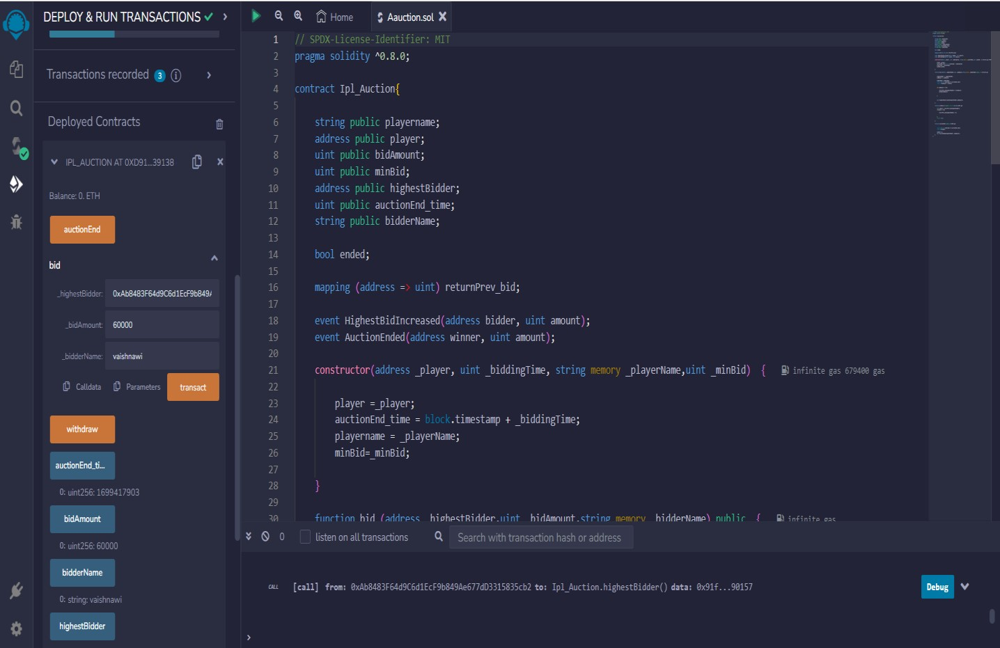 DEPLOY & RUN TRANSACTIONS
Transactions recorded 3 i
Deployed Contracts
IPL_AUCTION AT 0XD91...39138
Balance: 0. ETH
auctionEnd
bid
_highestBidder: 0xAb8483F64d9C6d1EcF9b849A
_bidAmount: 60000
_bidderName: vaishnawi
Calldata Parameters transact
withdraw
auctionEnd_ti...
0: uint256: 1699417903
bidAmount
0: uint256: 60000
bidderName
0: string: vaishnawi
highestBidder
Home Aauction.sol
1 // SPDX-License-Identifier: MIT
2 pragma solidity ^0.8.0;
3
4 contract Ipl_Auction{
5
6 string public playername;
7 address public player;
8 uint public bidAmount;
9 uint public minBid;
10 address public highestBidder;
11 uint public auctionEnd_time;
12 string public bidderName;
13
14 bool ended;
15
16 mapping (address => uint) returnPrev_bid;
17
18 event HighestBidIncreased(address bidder, uint amount);
19 event AuctionEnded(address winner, uint amount);
20
21 constructor(address _player, uint _biddingTime, string memory _playerName,uint _minBid) { infinite gas 679400 gas
22
23 player =_player;
24 auctionEnd_time = block.timestamp + _biddingTime;
25 playername = _playerName;
26 minBid=_minBid;
27
28 }
29
30 function bid (address _highestBidder,uint _bidAmount,string memory _bidderName) public { infinite gas
0 listen on all transactions Search with transaction hash or address
CALL [call] from: 0xAb8483F64d9C6d1EcF9b849Ae677dD3315835cb2 to: Ipl_Auction.highestBidder() data: 0x91f...90157 Debug
>